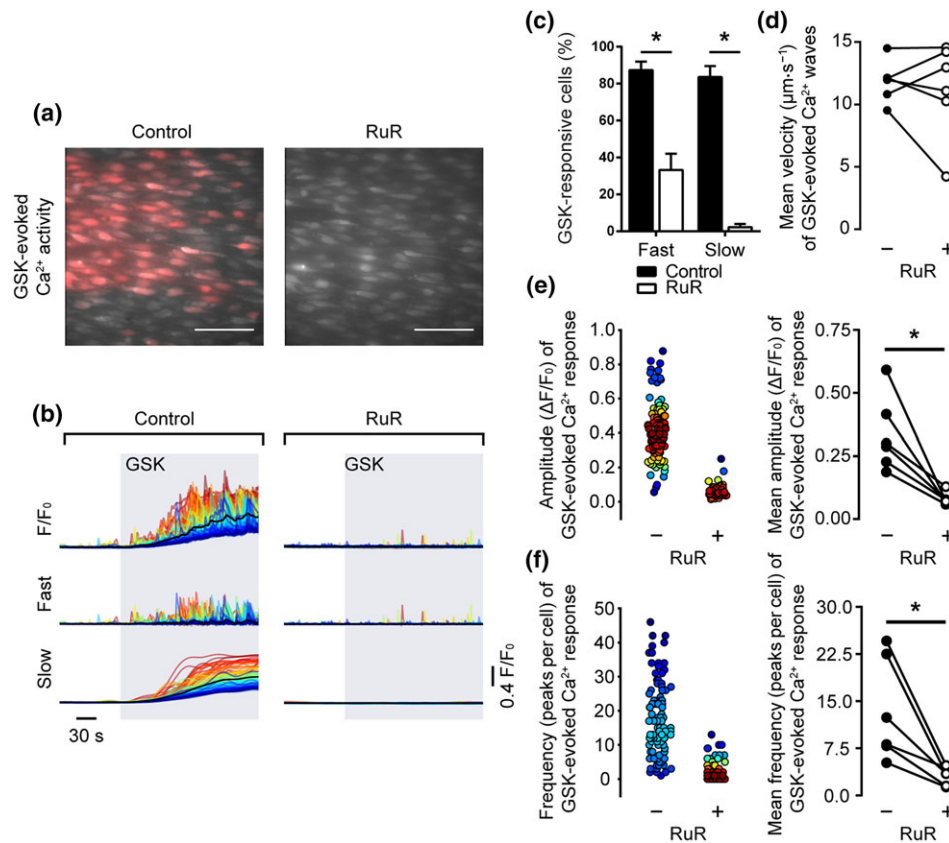 (a)
Control
RuR
GSK-evoked
Ca²⁺ activity
(b)
Control
RuR
GSK
GSK
F/F₀
Fast
Slow
30 s
0.4 F/F₀
(c)
GSK-responsive cells (%)
100
80
60
40
20
0
*
*
Fast
Slow
Control
RuR
(d)
Mean velocity (µm·s⁻¹)
of GSK-evoked Ca²⁺ waves
15
10
5
0
−
+
RuR
(e)
Amplitude (ΔF/F₀) of
GSK-evoked Ca²⁺ response
1.0
0.8
0.6
0.4
0.2
0.0
−
+
RuR
Mean amplitude (ΔF/F₀) of
GSK-evoked Ca²⁺ response
0.75
0.50
0.25
0.00
*
−
+
RuR
(f)
Frequency (peaks per cell) of
GSK-evoked Ca²⁺ response
50
40
30
20
10
0
−
+
RuR
Mean frequency (peaks per cell) of
GSK-evoked Ca²⁺ response
30.0
22.5
15.0
7.5
0.0
*
−
+
RuR